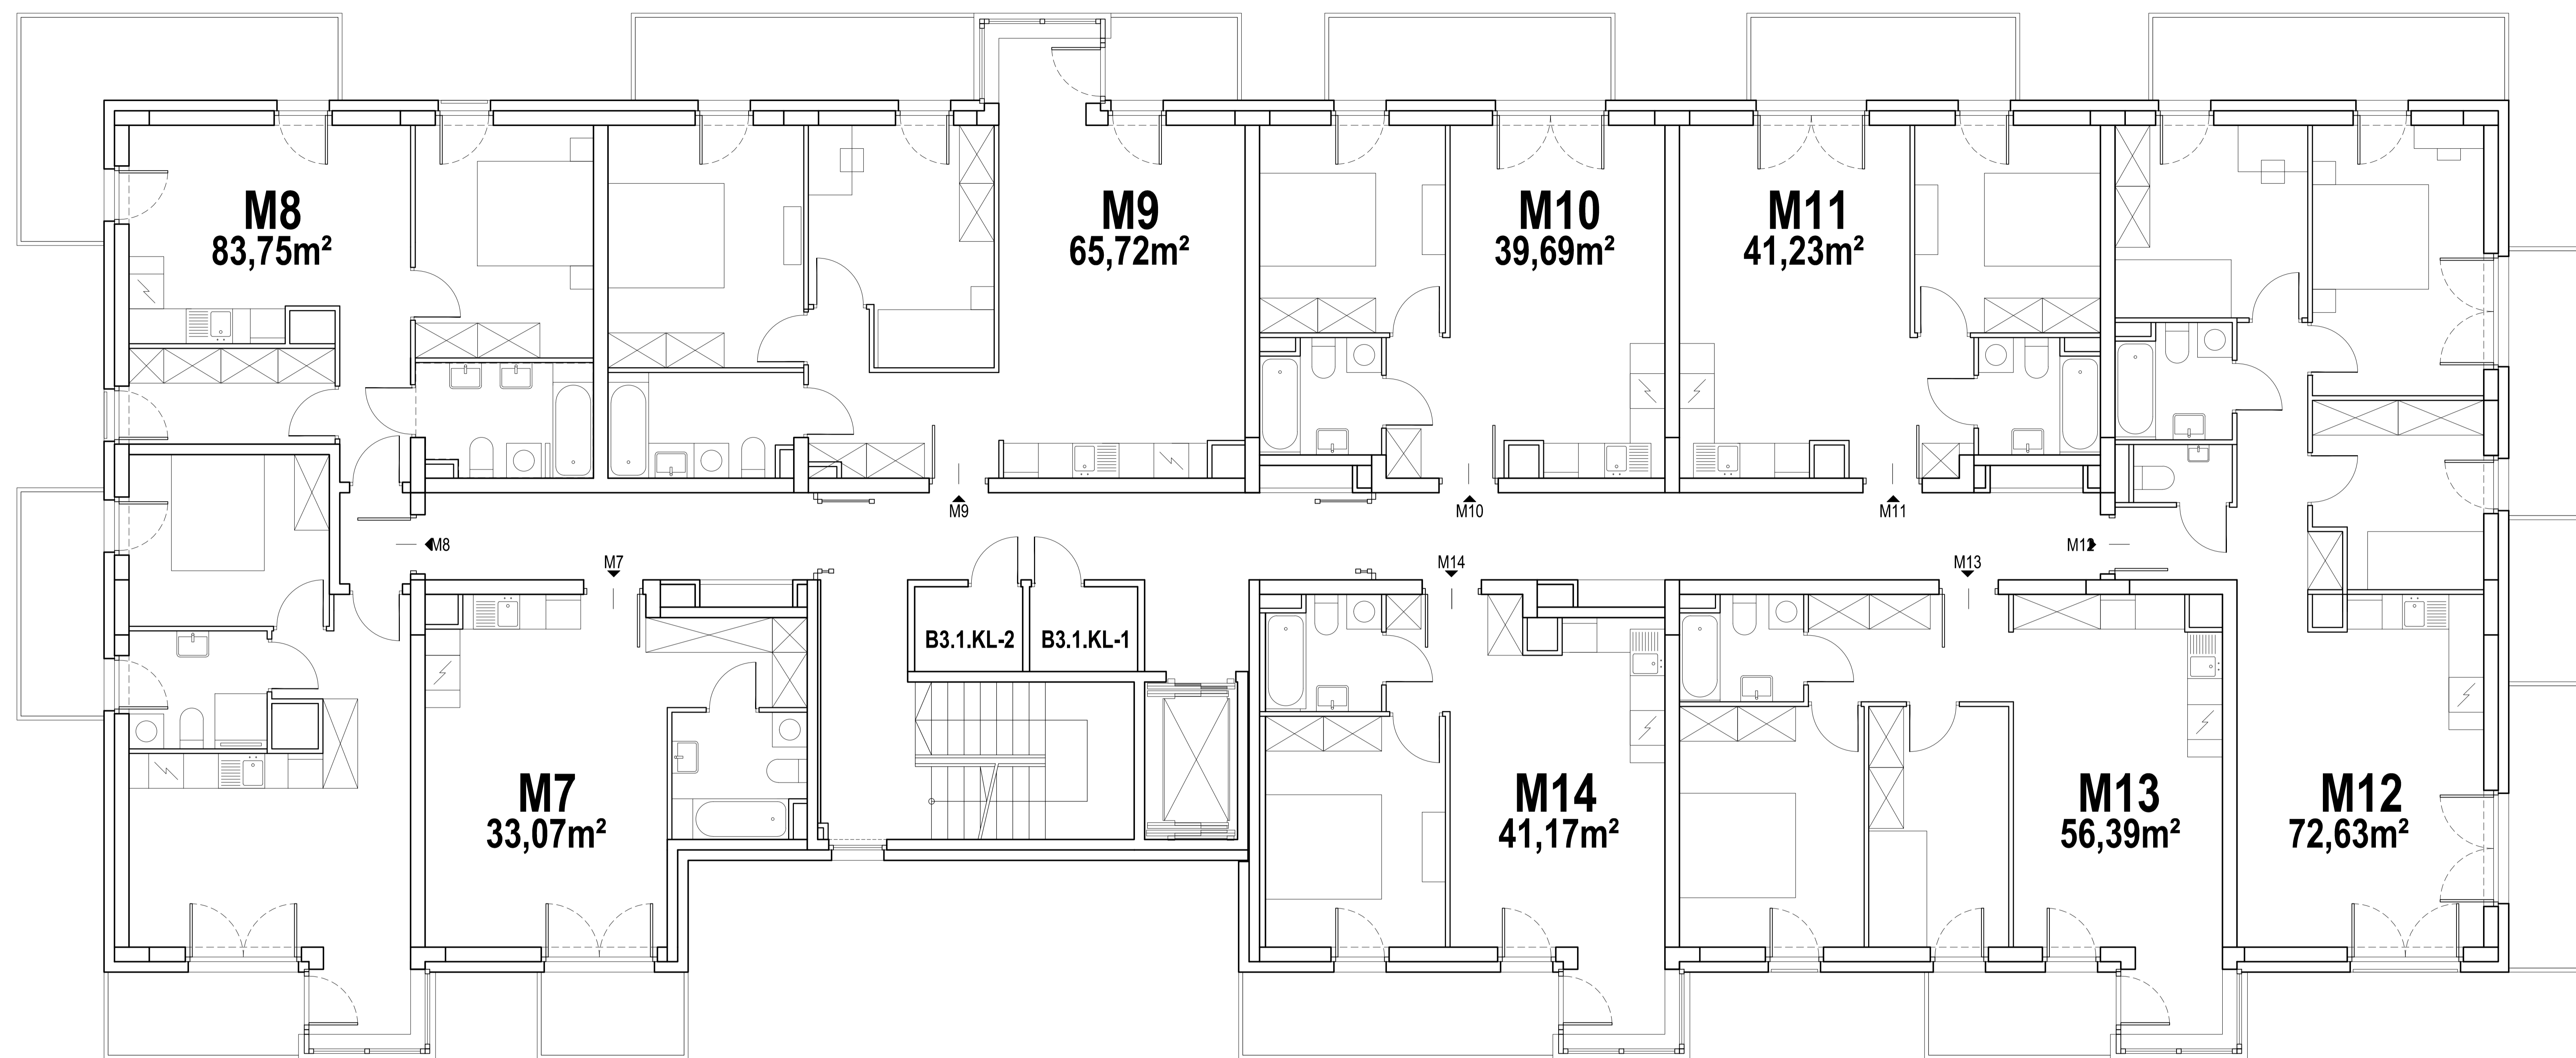 M8
83,75m²
M9
65,72m²
M10
39,69m²
M11
41,23m²
M9
M10
M11
M8
M7
M14
M13
M12
B3.1.KL-2
B3.1.KL-1
M7
33,07m²
M14
41,17m²
M13
56,39m²
M12
72,63m²